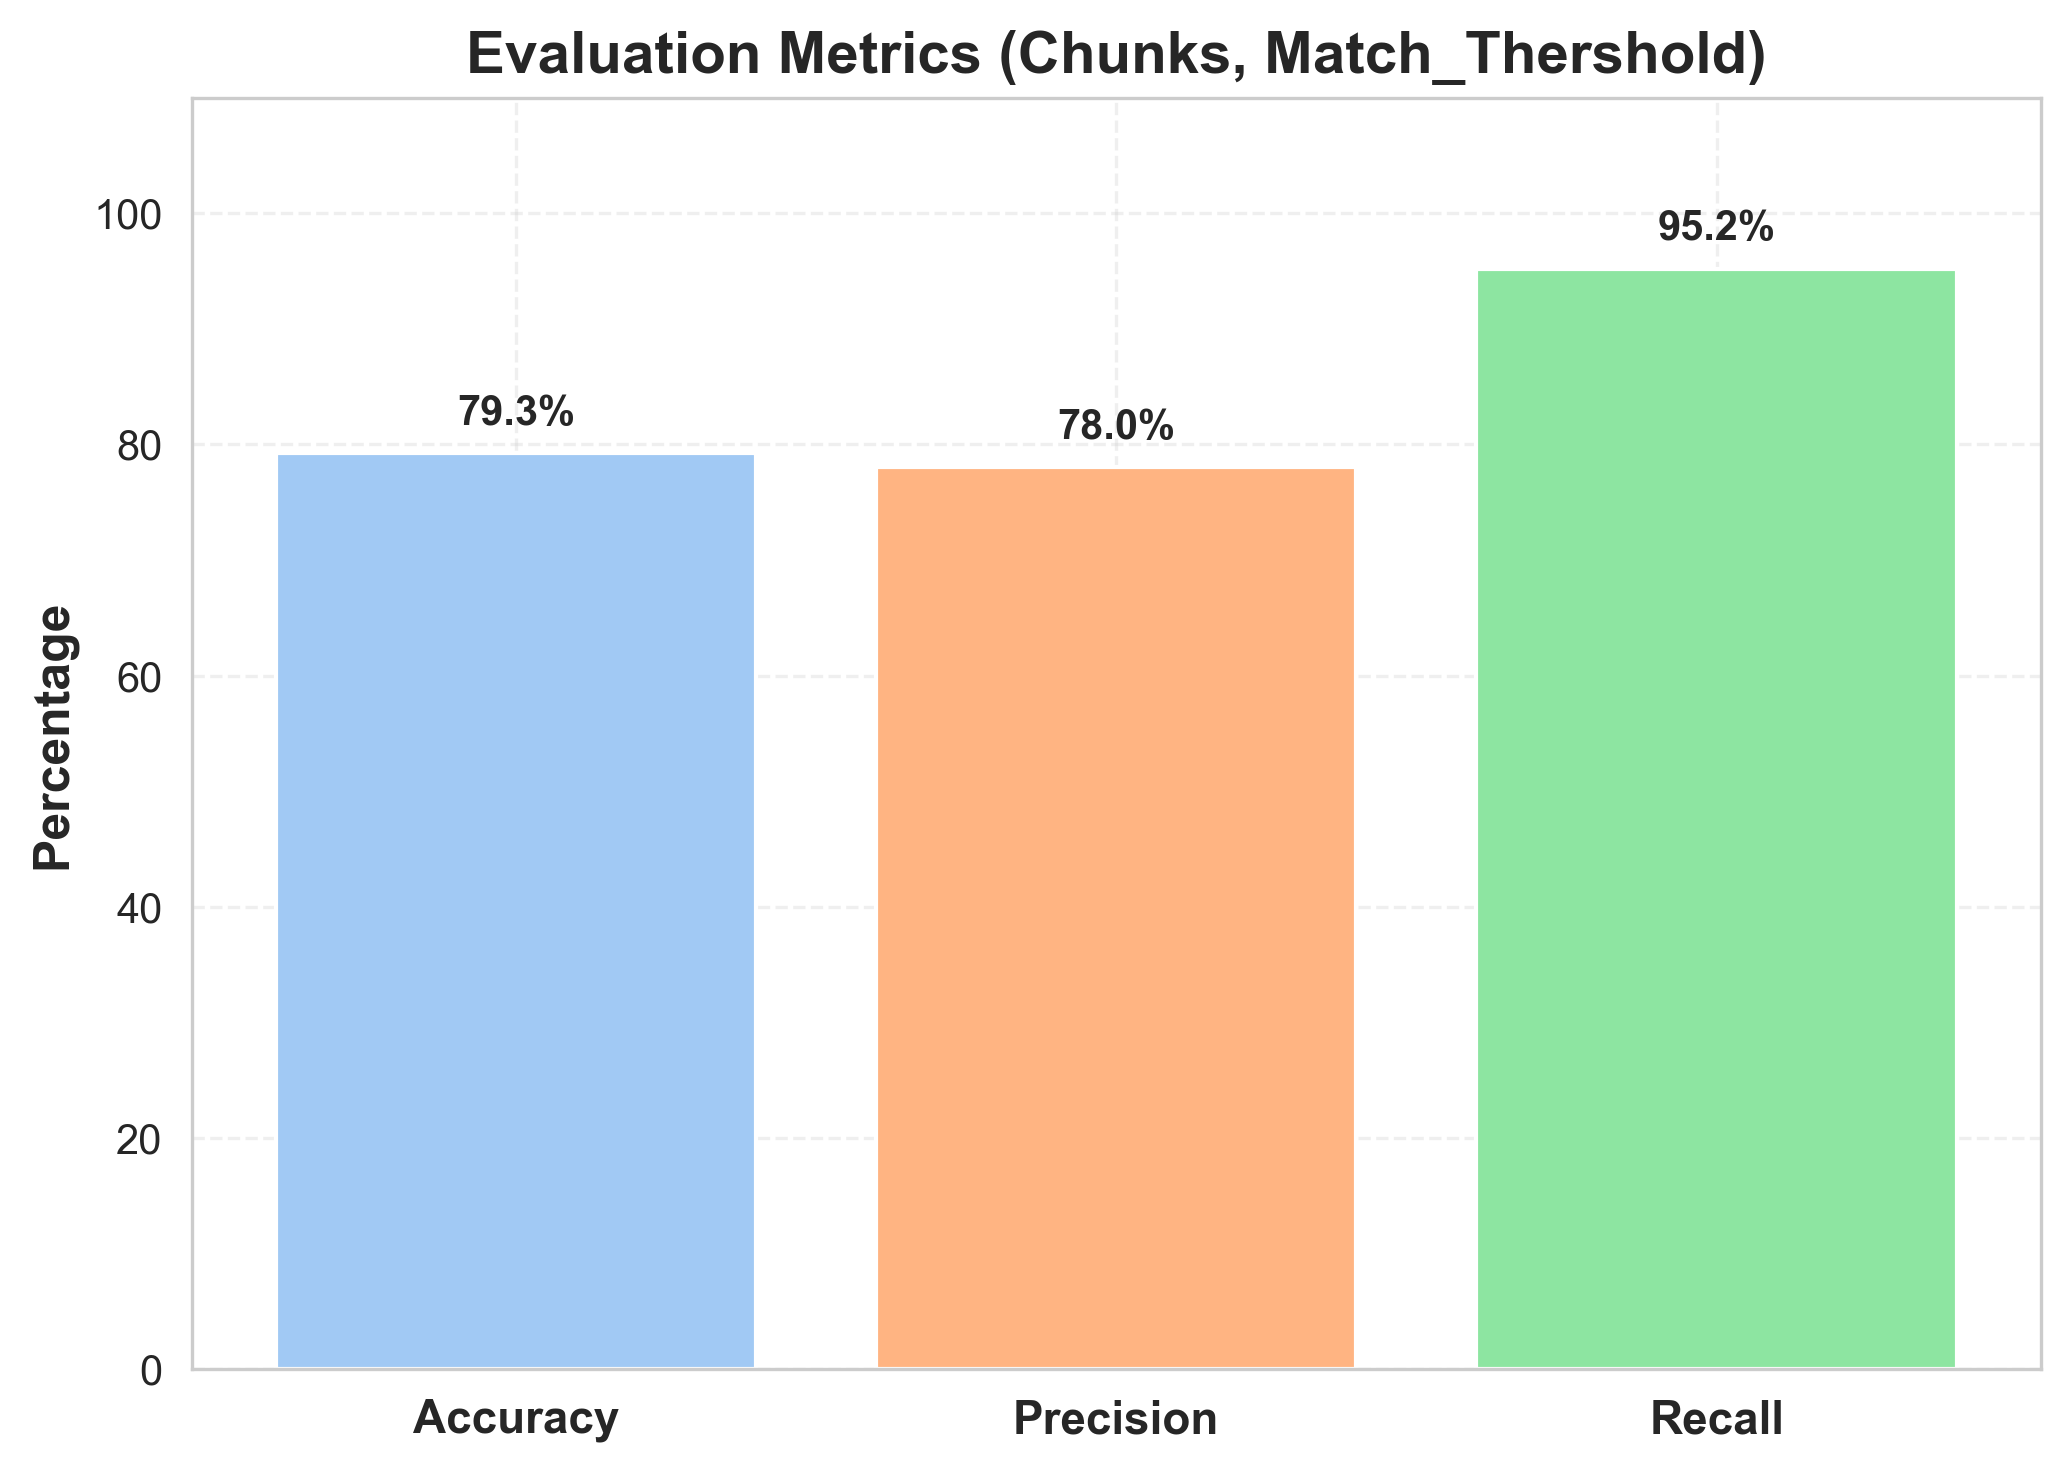 Evaluation Metrics (Chunks, Match_Thershold)
100
80
60
40
20
0
Percentage
79.3%
78.0%
95.2%
Accuracy
Precision
Recall